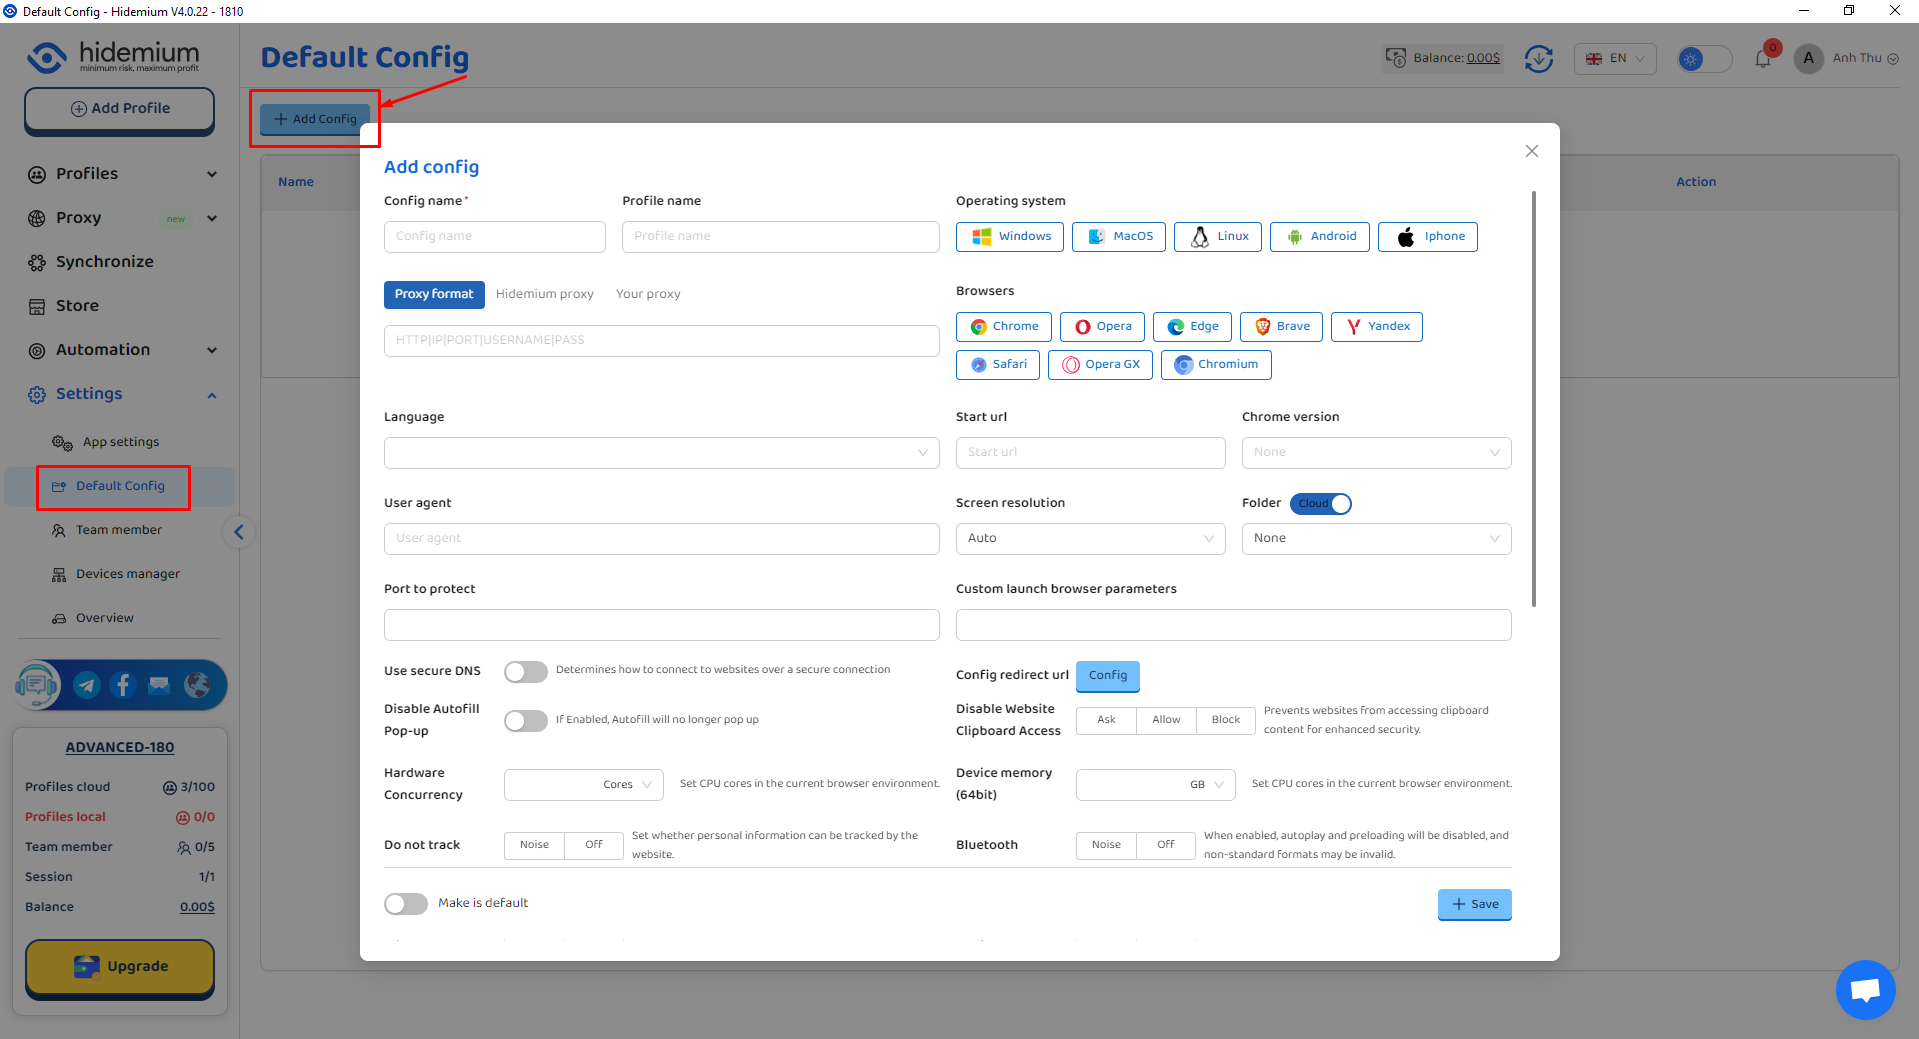 Default Config - Hidemium V4.0.22 - 1810
hidemium
minimum risk, maximum profit
Add Profile
Profiles
Proxy
new
Synchronize
Store
Automation
Settings
App settings
Default Config
Team member
Devices manager
Overview
ADVANCED-180
Profiles cloud
3/100
Profiles local
0/0
Team member
0/5
Session
1/1
Balance
0.00$
Upgrade
Default Config
Balance: 0.00$
EN
0
A
Anh Thu
+ Add Config
Name
Action
Add config
Config name*
Profile name
Operating system
Config name
Profile name
Windows
MacOS
Linux
Android
Iphone
Proxy format
Hidemium proxy
Your proxy
Browsers
HTTP|IP|PORT|USERNAME|PASS
Chrome
Opera
Edge
Brave
Yandex
Safari
Opera GX
Chromium
Language
Start url
Chrome version
Start url
None
User agent
Screen resolution
Folder
Cloud
User agent
Auto
None
Port to protect
Custom launch browser parameters
Use secure DNS
Determines how to connect to websites over a secure connection
Config redirect url
Config
Disable Autofill
Pop-up
If Enabled, Autofill will no longer pop up
Disable Website
Clipboard Access
Ask
Allow
Block
Prevents websites from accessing clipboard
content for enhanced security.
Hardware
Concurrency
Cores
Set CPU cores in the current browser environment.
Device memory
(64bit)
GB
Set CPU cores in the current browser environment.
Do not track
Noise
Off
Set whether personal information can be tracked by the
website.
Bluetooth
Noise
Off
When enabled, autoplay and preloading will be disabled, and
non-standard formats may be invalid.
Make is default
+ Save